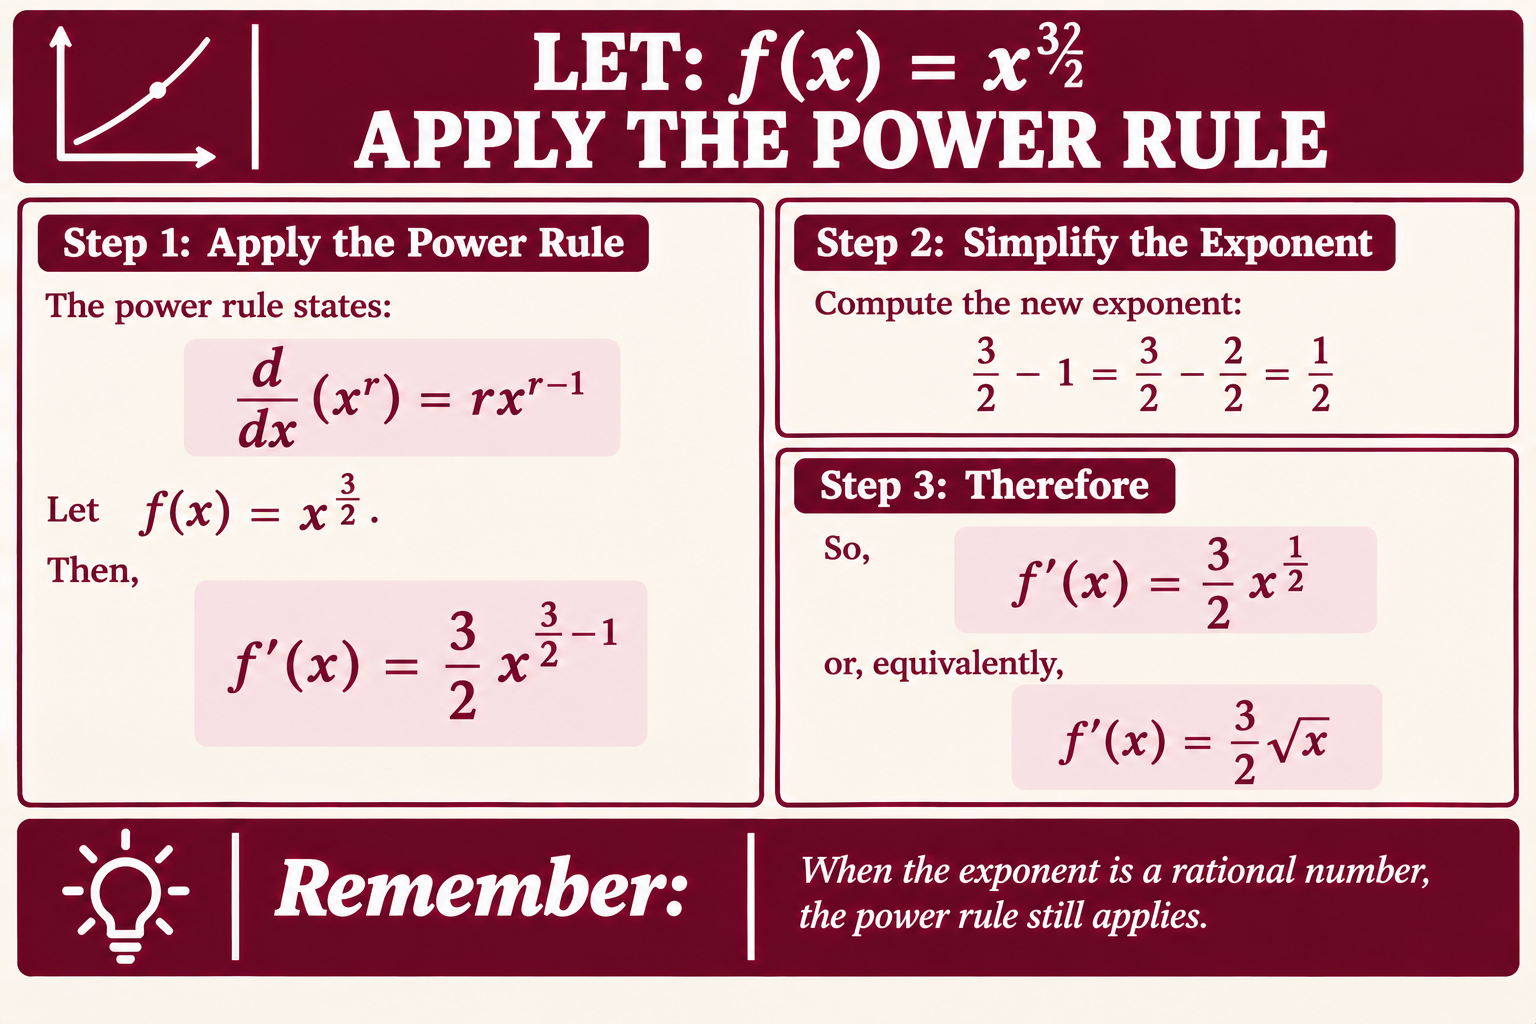 LET: f(x) = x^32⁄2
APPLY THE POWER RULE
Step 1: Apply the Power Rule
The power rule states:
d/dx (x^r) = rx^(r−1)
Let f(x) = x^(3/2).
Then,
f′(x) = 3/2 x^(3/2 −1)
Step 2: Simplify the Exponent
Compute the new exponent:
3/2 − 1 = 3/2 − 2/2 = 1/2
Step 3: Therefore
So,
f′(x) = 3/2 x^(1/2)
or, equivalently,
f′(x) = 3/2 √x
Remember:
When the exponent is a rational number,
the power rule still applies.